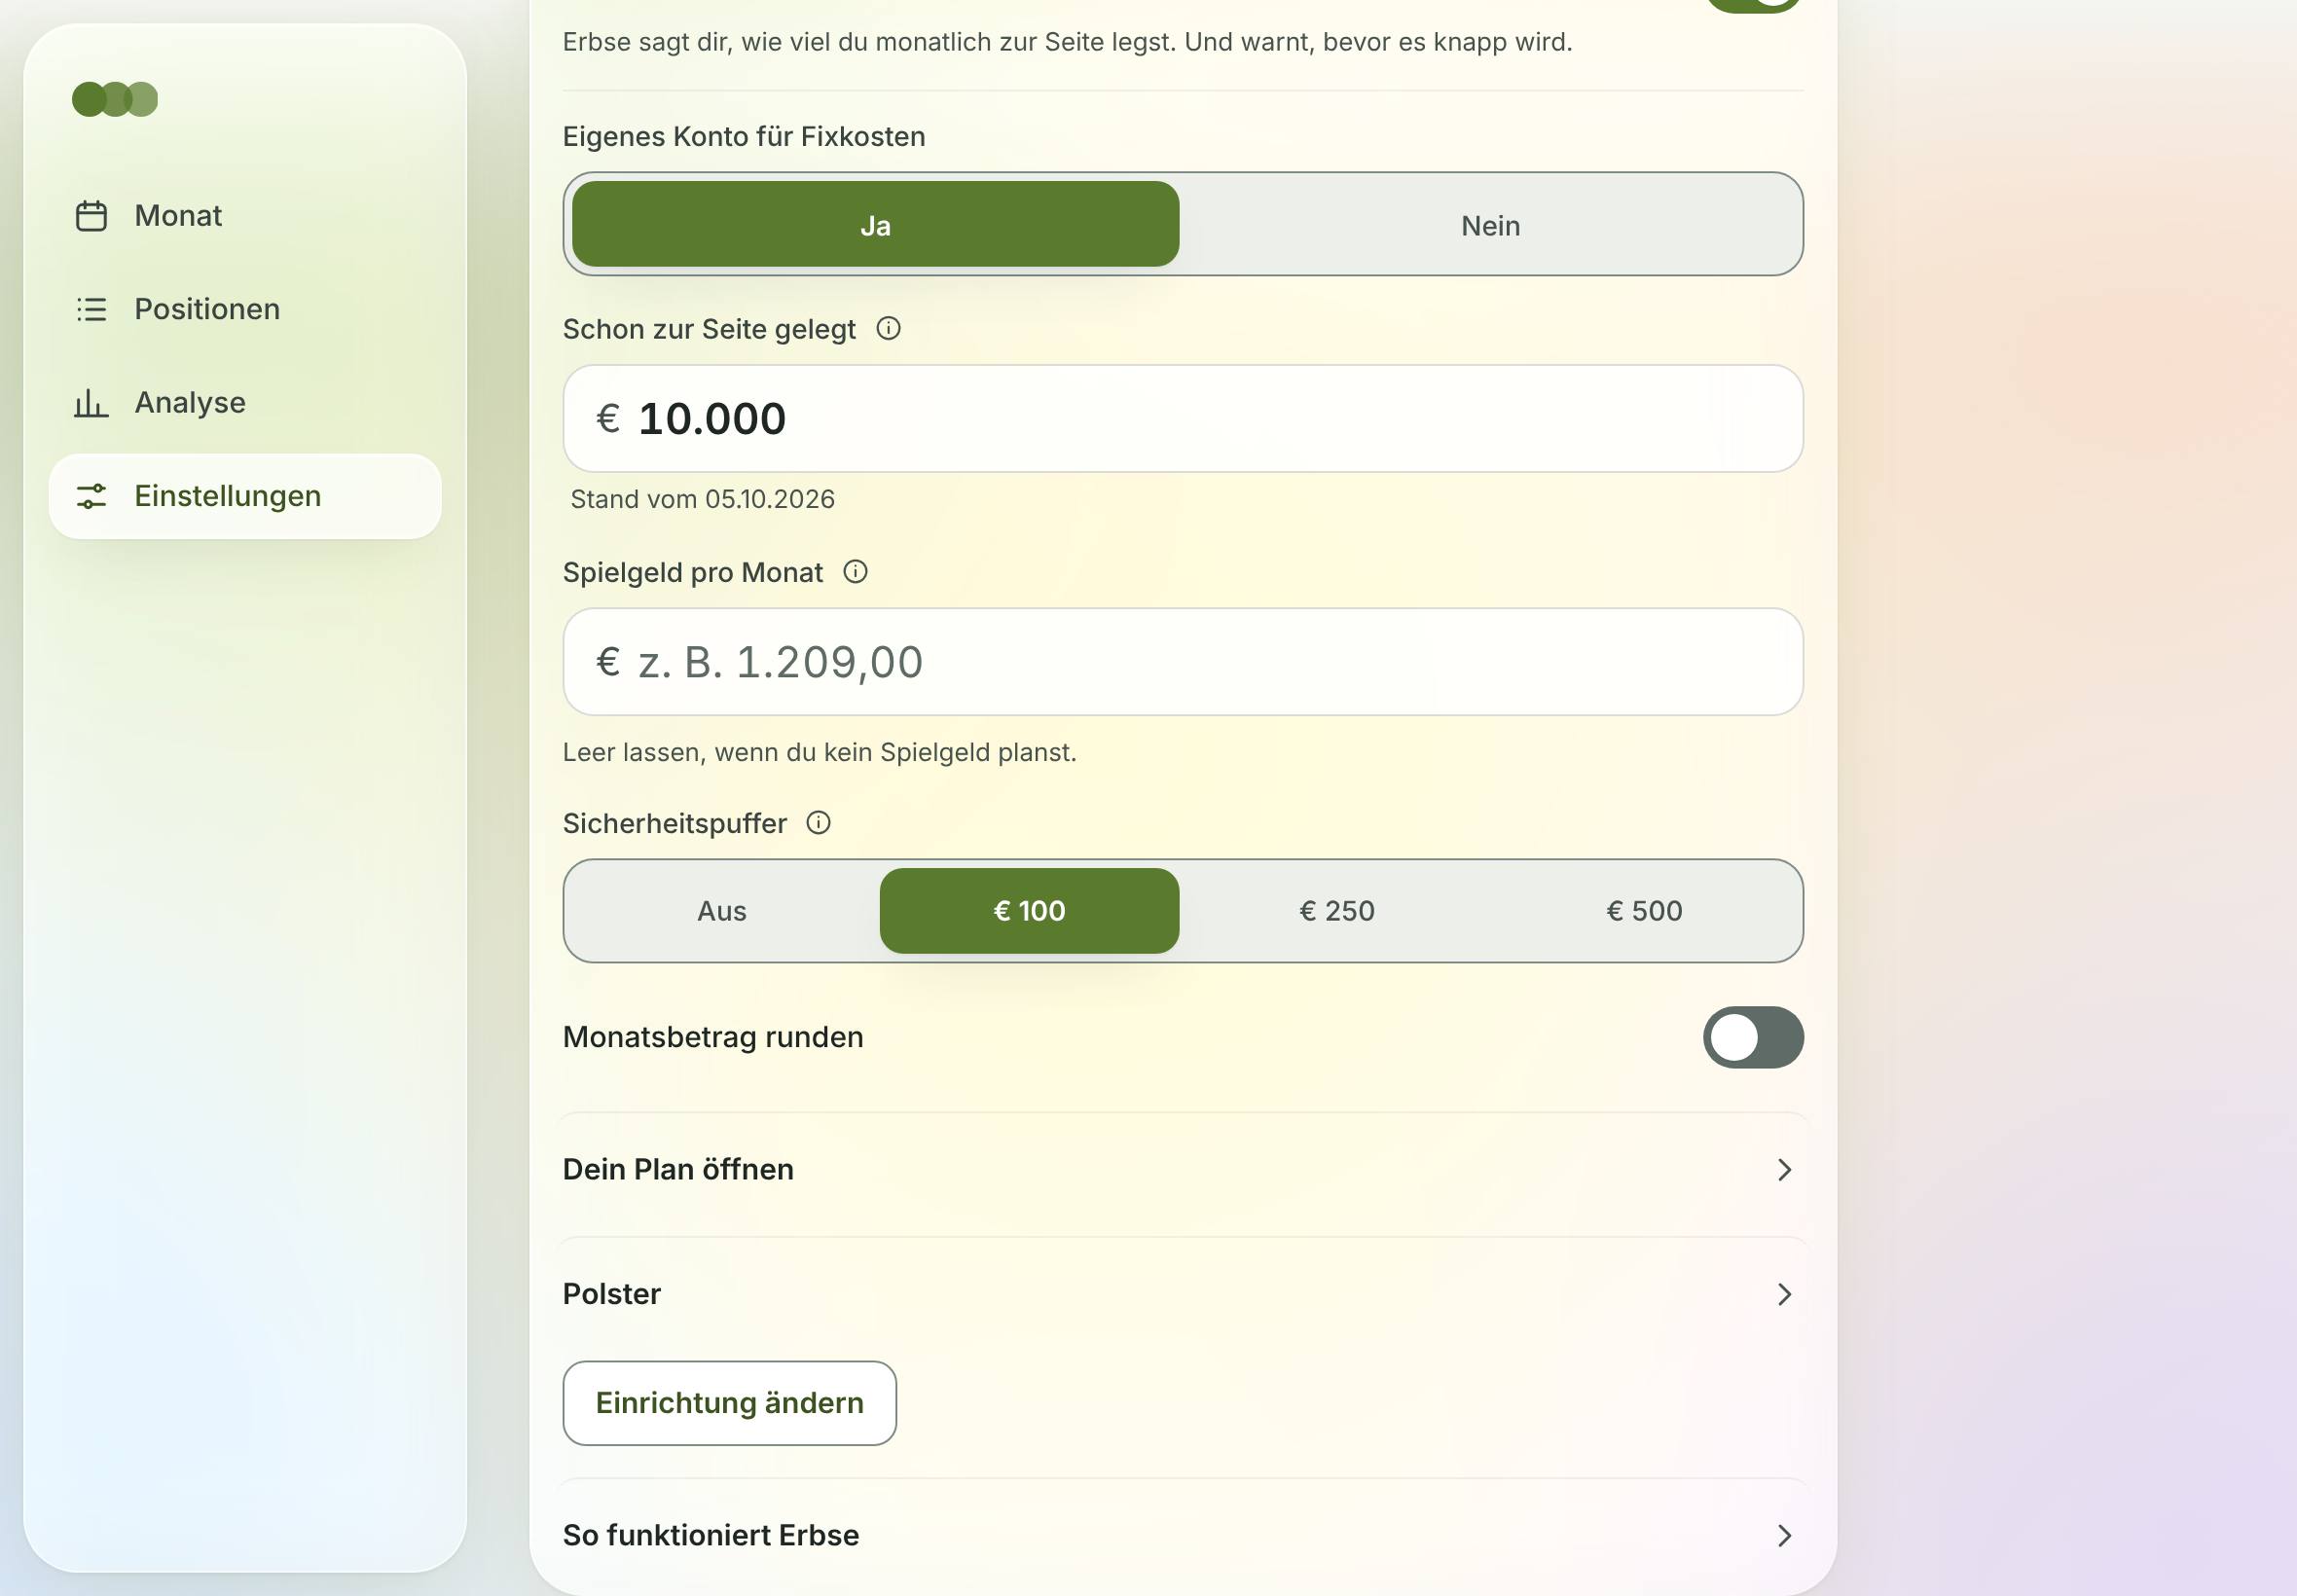 Erbse sagt dir, wie viel du monatlich zur Seite legst. Und warnt, bevor es knapp wird.
Monat
Positionen
Analyse
Einstellungen
Eigenes Konto für Fixkosten
Ja
Nein
Schon zur Seite gelegt
€ 10.000
Stand vom 05.10.2026
Spielgeld pro Monat
€ z. B. 1.209,00
Leer lassen, wenn du kein Spielgeld planst.
Sicherheitspuffer
Aus
€ 100
€ 250
€ 500
Monatsbetrag runden
Dein Plan öffnen
Polster
Einrichtung ändern
So funktioniert Erbse